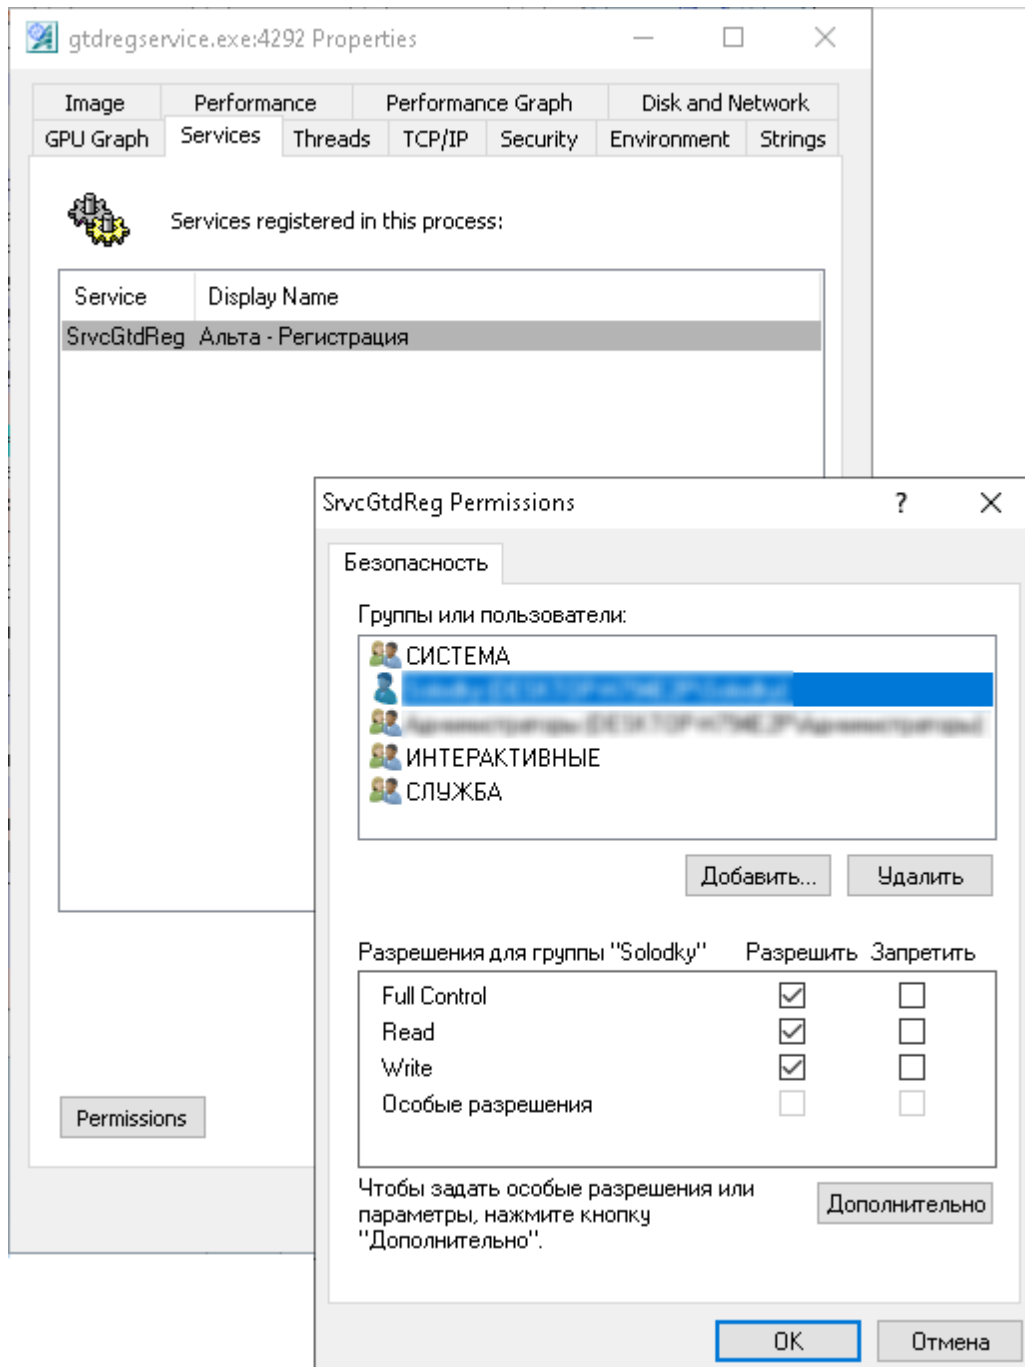 gtdregservice.exe:4292 Properties
Image Performance Performance Graph Disk and Network
GPU Graph Services Threads TCP/IP Security Environment Strings
Services registered in this process:
Service Display Name
SrvcGtdReg Альта - Регистрация
Permissions
SrvcGtdReg Permissions ?
Безопасность
Группы или пользователи:
СИСТЕМА
ИНТЕРАКТИВНЫЕ
СЛУЖБА
Добавить... Удалить
Разрешения для группы "Solodky" Разрешить Запретить
Full Control
Read
Write
Особые разрешения
Чтобы задать особые разрешения или
параметры, нажмите кнопку
"Дополнительно".
Дополнительно
OK Отмена